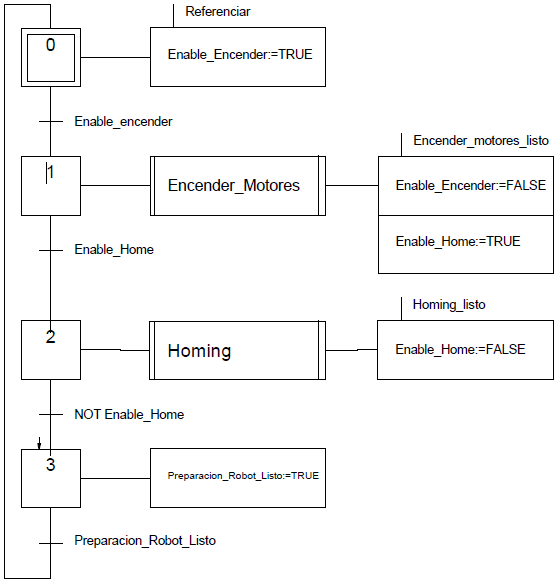 Referenciar
0
Enable_Encender:=TRUE
Enable_encender
Encender_motores_listo
1
Encender_Motores
Enable_Encender:=FALSE
Enable_Home:=TRUE
Enable_Home
Homing_listo
2
Homing
Enable_Home:=FALSE
NOT Enable_Home
3
Preparacion_Robot_Listo:=TRUE
Preparacion_Robot_Listo